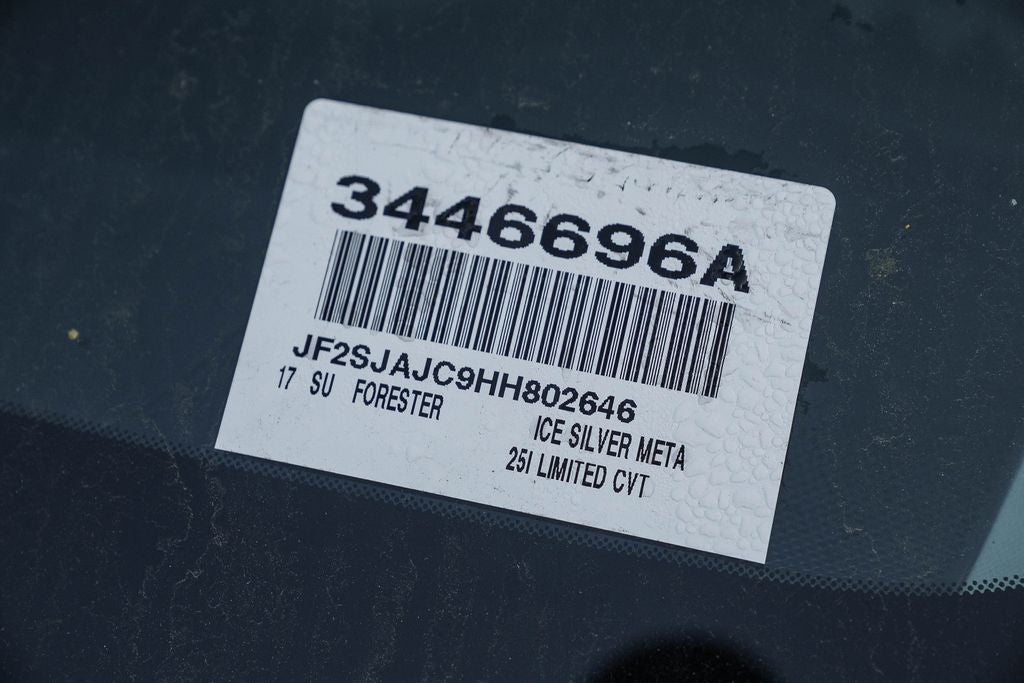 3446696A
JF2SJAJC9HH802646
17 SU FORESTER
ICE SILVER META
25I LIMITED CVT